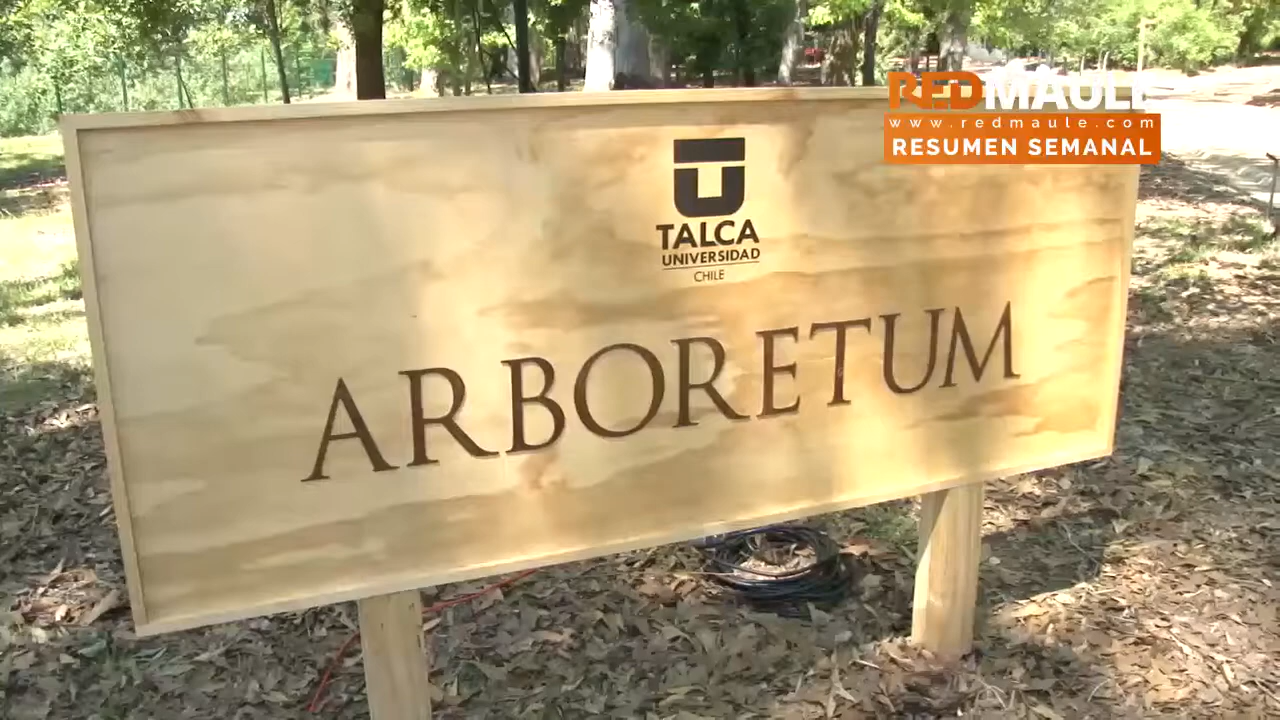 REDMAULE
www.redmaule.com
RESUMEN SEMANAL
TALCA
UNIVERSIDAD
CHILE
ARBORETUM